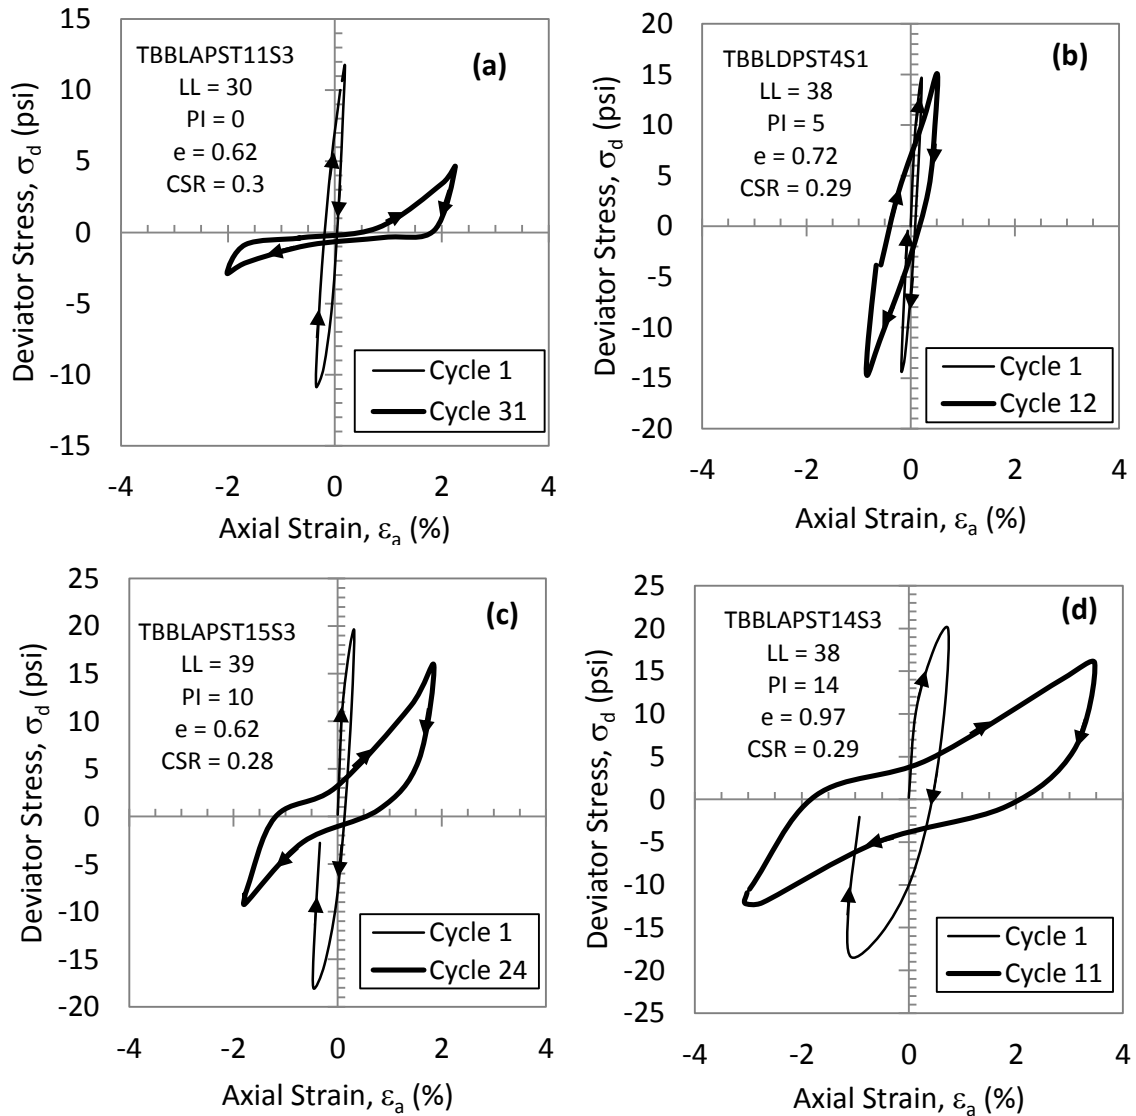 (a)
TBBLAPST11S3
LL = 30
PI = 0
e = 0.62
CSR = 0.3
15
10
5
0
-5
-10
-15
Deviator Stress, σd (psi)
Cycle 1
Cycle 31
-4 -2 0 2 4
Axial Strain, εa (%)
(b)
TBBLDPST4S1
LL = 38
PI = 5
e = 0.72
CSR = 0.29
20
15
10
5
0
-5
-10
-15
-20
Deviator Stress, σd (psi)
Cycle 1
Cycle 12
-4 -2 0 2 4
Axial Strain, εa (%)
(c)
TBBLAPST15S3
LL = 39
PI = 10
e = 0.62
CSR = 0.28
25
20
15
10
5
0
-5
-10
-15
-20
Deviator Stress, σd (psi)
Cycle 1
Cycle 24
-4 -2 0 2 4
Axial Strain, εa (%)
(d)
TBBLAPST14S3
LL = 38
PI = 14
e = 0.97
CSR = 0.29
25
20
15
10
5
0
-5
-10
-15
-20
-25
Deviator Stress, σd (psi)
Cycle 1
Cycle 11
-4 -2 0 2 4
Axial Strain, εa (%)